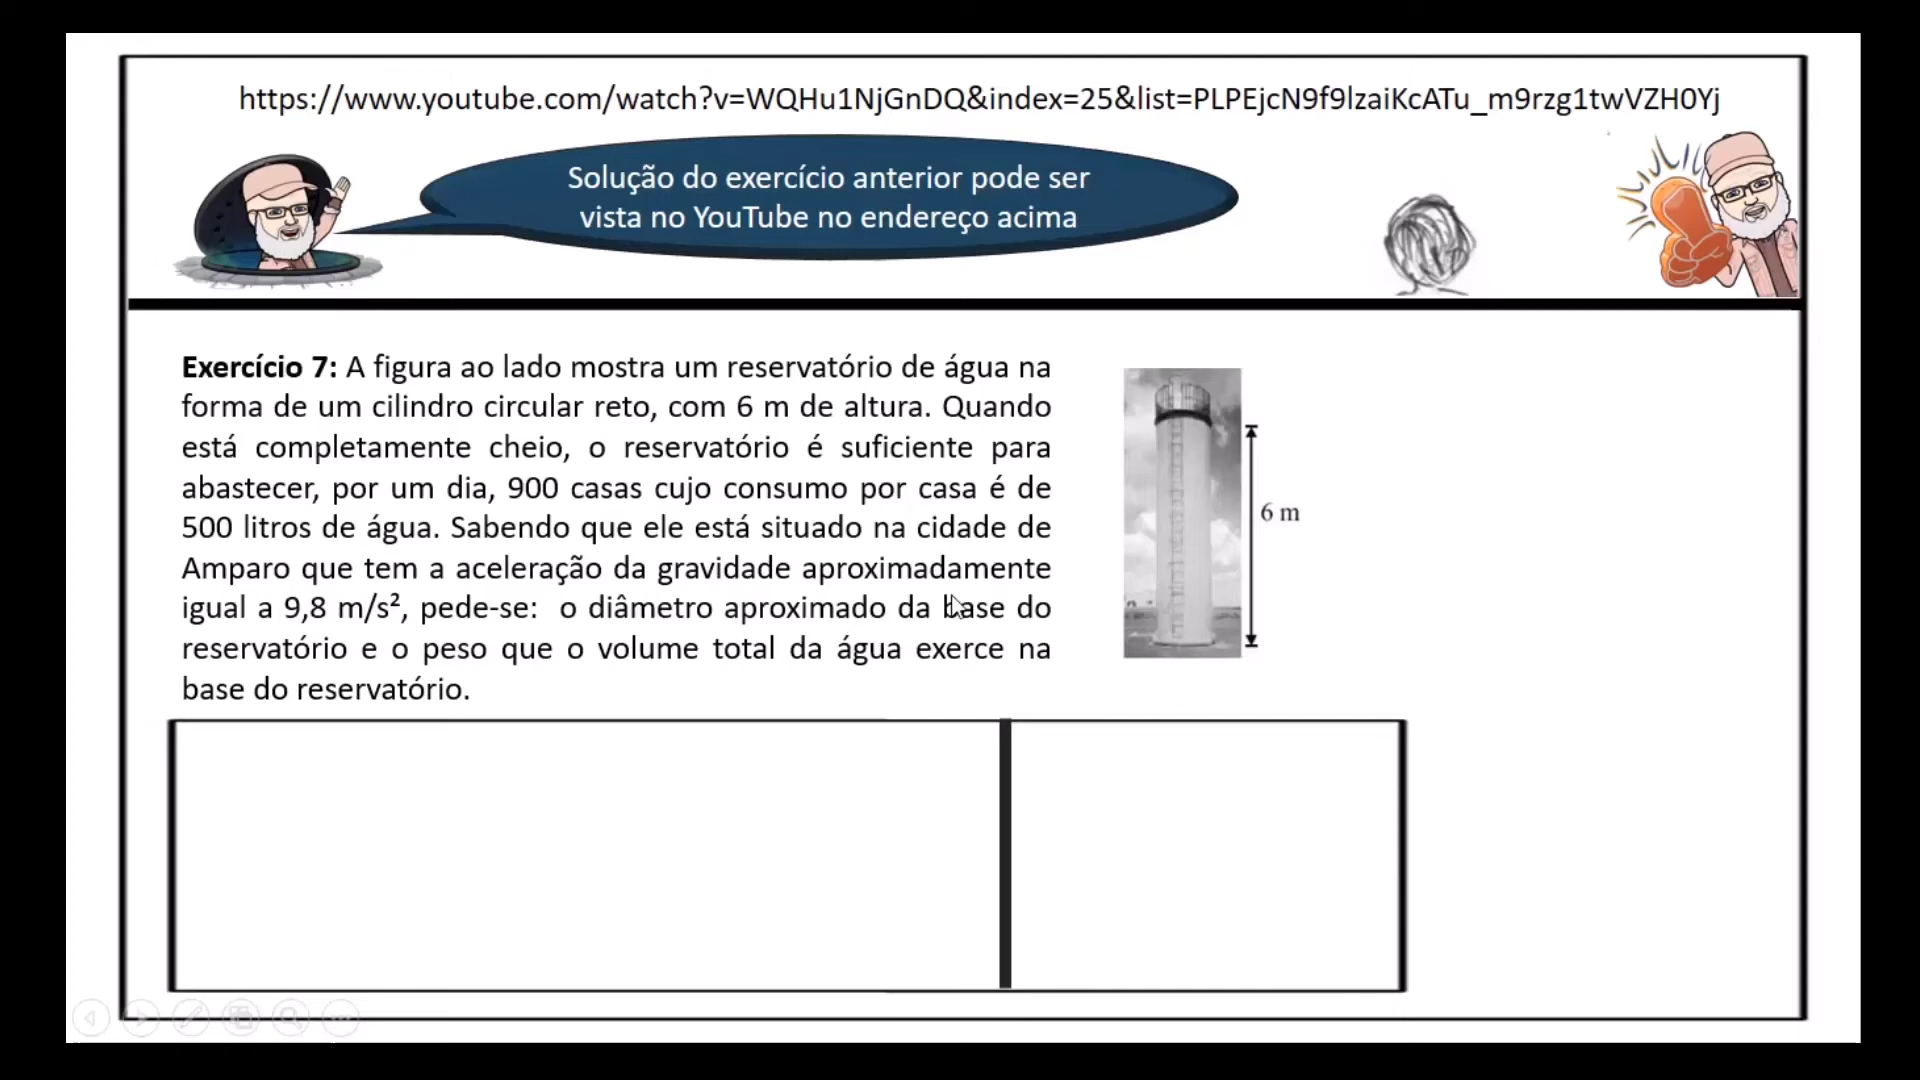 https://www.youtube.com/watch?v=WQHu1NjGnDQ&index=25&list=PLPEjcN9f9lzaiKcATu_m9rzg1twVZH0Yj
Solução do exercício anterior pode ser
vista no YouTube no endereço acima
Exercício 7: A figura ao lado mostra um reservatório de água na
forma de um cilindro circular reto, com 6 m de altura. Quando
está completamente cheio, o reservatório é suficiente para
abastecer, por um dia, 900 casas cujo consumo por casa é de
500 litros de água. Sabendo que ele está situado na cidade de
Amparo que tem a aceleração da gravidade aproximadamente
igual a 9,8 m/s², pede-se: o diâmetro aproximado da base do
reservatório e o peso que o volume total da água exerce na
base do reservatório.
6 m